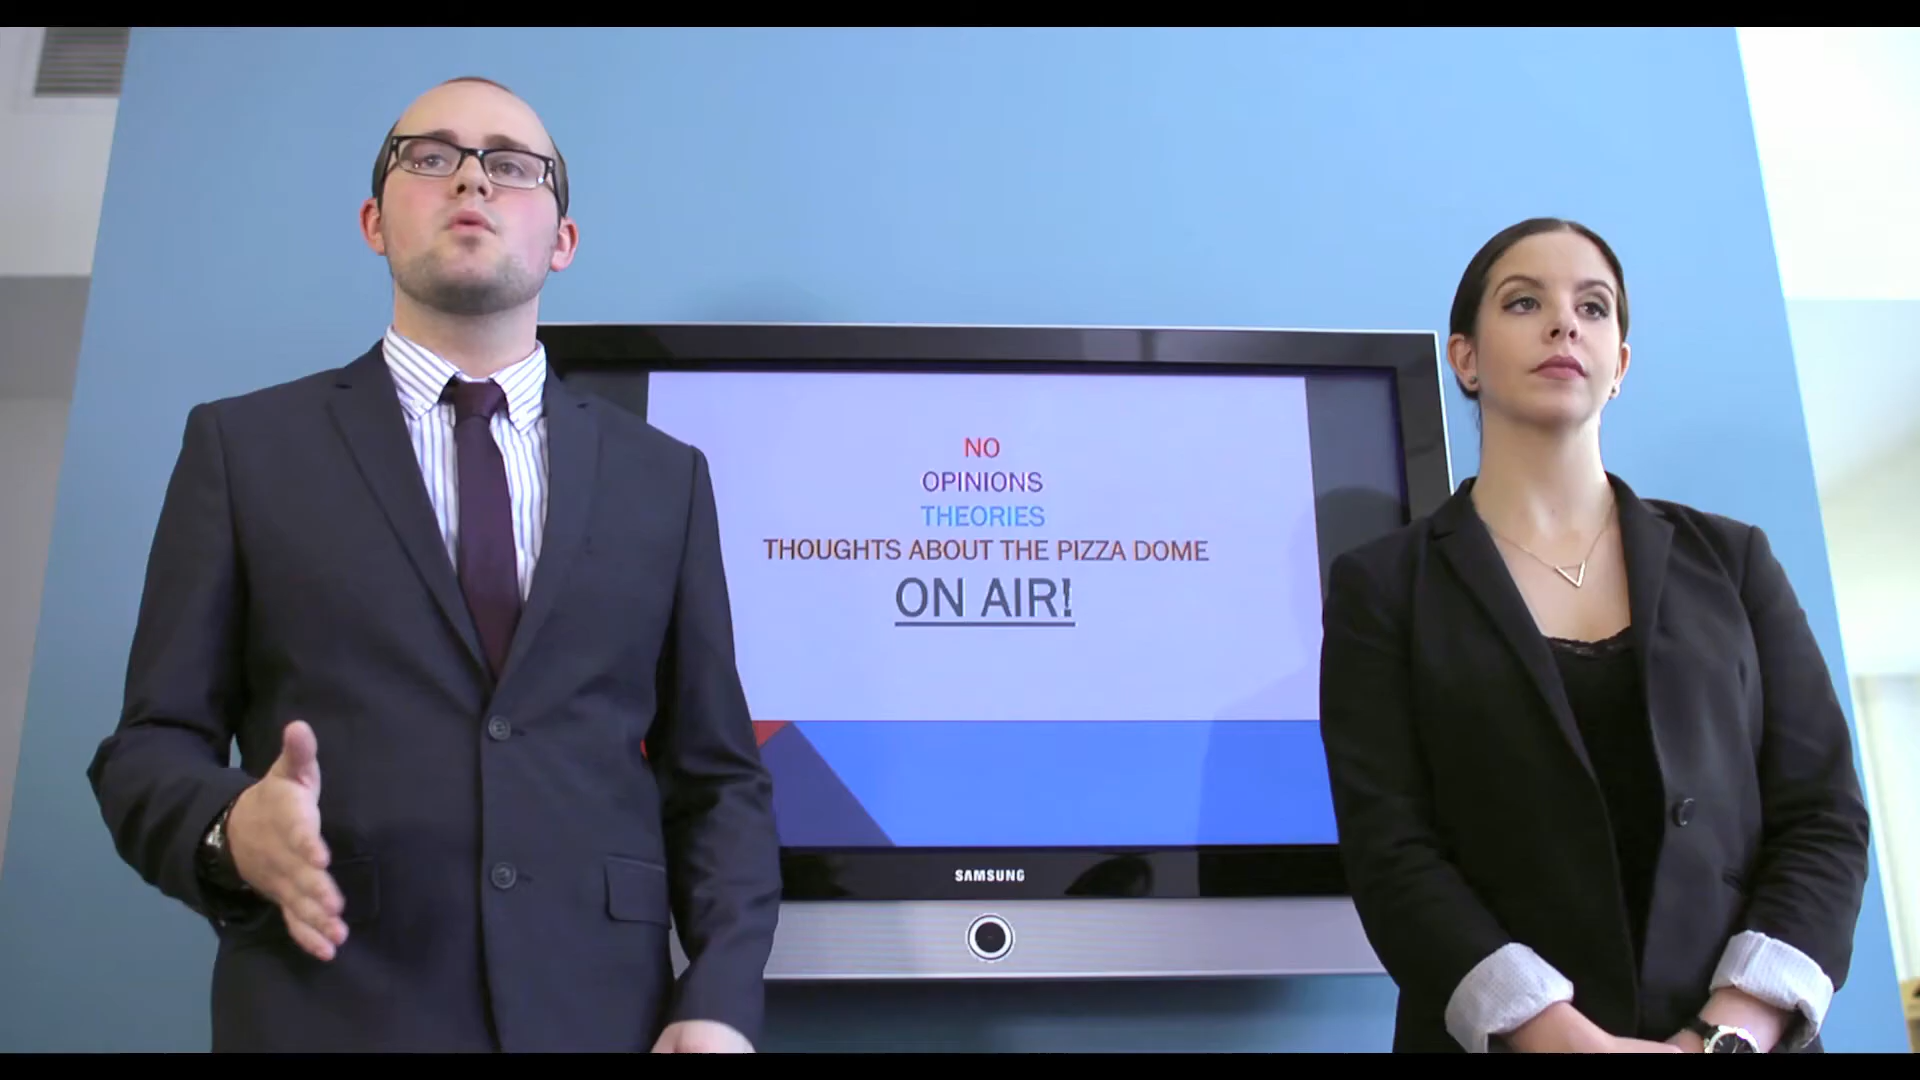 NO
OPINIONS
THEORIES
THOUGHTS ABOUT THE PIZZA DOME
ON AIR!
SAMSUNG